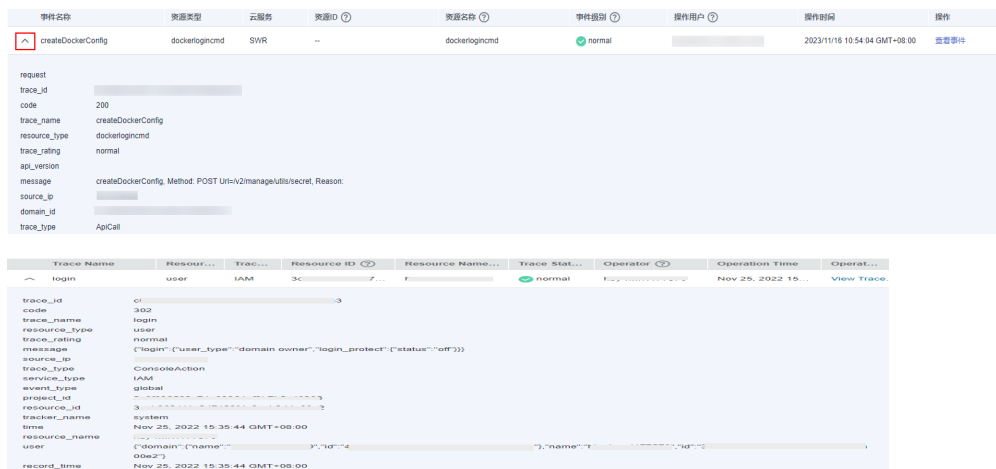 事件名称 资源类型 云服务 资源ID ? 资源名称 ? 事件级别 ? 操作用户 ? 操作时间 操作
createDockerConfig dockerlogincmd SWR -- dockerlogincmd normal 2023/11/16 10:54:04 GMT+08:00 查看事件
request
trace_id
code 200
trace_name createDockerConfig
resource_type dockerlogincmd
trace_rating normal
api_version
message createDockerConfig, Method: POST Url=/v2/manage/utils/secret, Reason:
source_ip
domain_id
trace_type ApiCall
Trace Name Resour... Trac... Resource ID ? Resource Name... Trace Stat... Operator ? Operation Time Operat...
login user IAM normal Nov 25, 2022 15... View Trace.
trace_id
code 302
trace_name login
resource_type user
trace_rating normal
message {"login":{"user_type":"domain owner","login_protect":{"status":"off"}}}
source_ip
trace_type ConsoleAction
service_type IAM
event_type global
project_id
resource_id
tracker_name system
time Nov 25, 2022 15:35:44 GMT+08:00
resource_name
user {"domain":{"name":" ","id":" "},"name":" ","id":"
00e2"}
record_time Nov 25, 2022 15:35:44 GMT+08:00